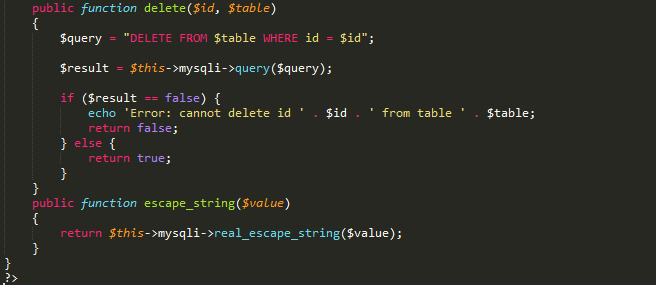 public function delete($id, $table)
{
$query = "DELETE FROM $table WHERE id = $id";
$result = $this->mysqli->query($query);
if ($result == false) {
echo 'Error: cannot delete id ' . $id . ' from table ' . $table;
return false;
} else {
return true;
}
}
public function escape_string($value)
{
return $this->mysqli->real_escape_string($value);
}
}
?>